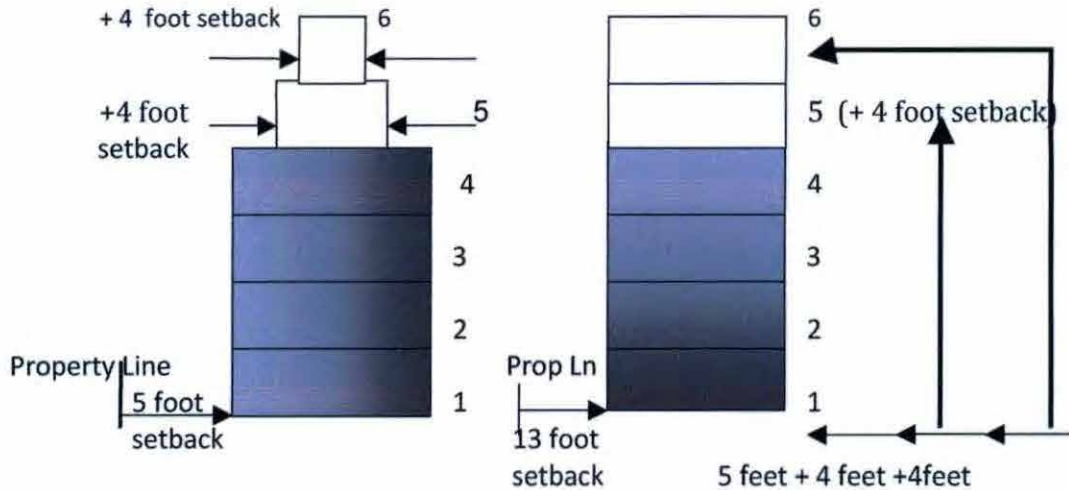 + 4 foot setback
6
+4 foot
setback
5
4
3
2
Property Line
5 foot
setback
1
6
5 (+ 4 foot setback)
4
3
2
Prop Ln
1
13 foot
setback
5 feet + 4 feet +4feet